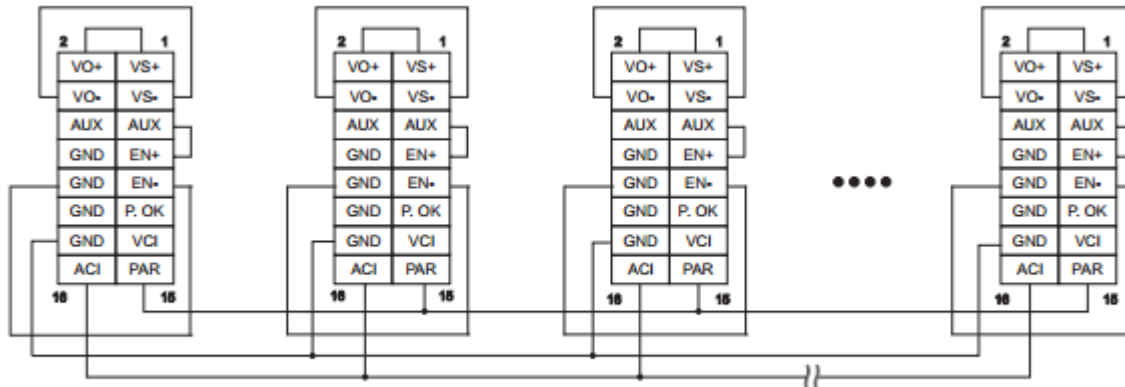 2 1 2 1 2 1 2 1
VO+ VS+ VO+ VS+ VO+ VS+ VO+ VS+
VO- VS- VO- VS- VO- VS- VO- VS-
AUX AUX AUX AUX AUX AUX AUX AUX
GND EN+ GND EN+ GND EN+ GND EN+
GND EN- GND EN- GND EN- GND EN-
GND P. OK GND P. OK GND P. OK GND P. OK
GND VCI GND VCI GND VCI GND VCI
ACI PAR ACI PAR ACI PAR ACI PAR
16 15 16 15 16 15 16 15